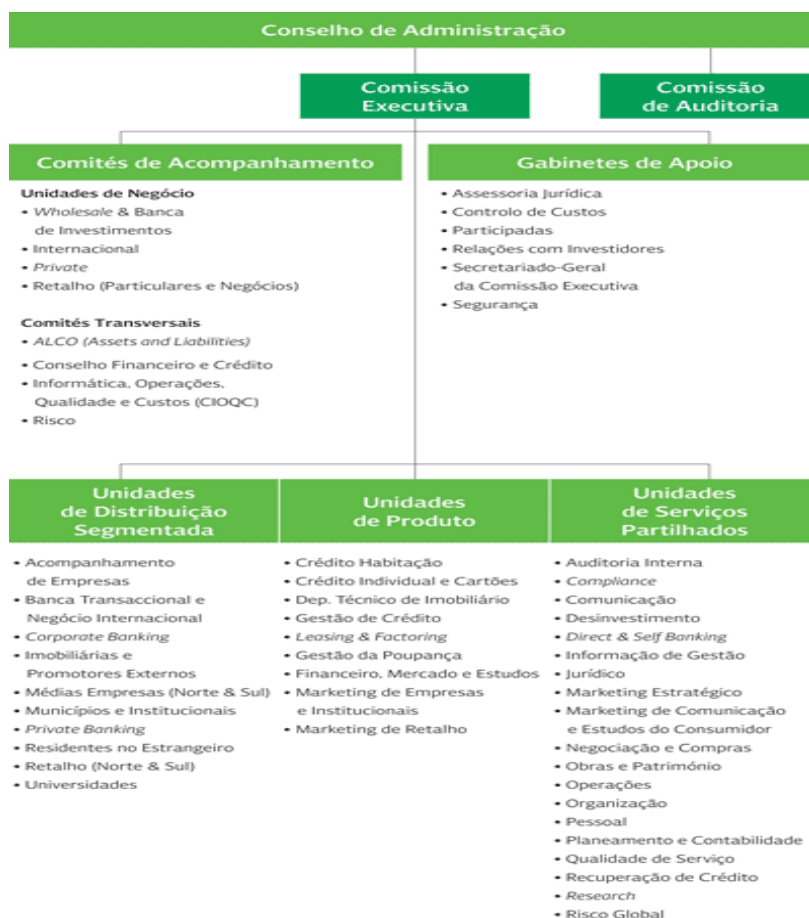 Conselho de Administração
Comissão
Executiva
Comissão
de Auditoria
Comités de Acompanhamento
Unidades de Negócio
• Wholesale & Banca
de Investimentos
• Internacional
• Private
• Retalho (Particulares e Negócios)
Comités Transversais
• ALCO (Assets and Liabilities)
• Conselho Financeiro e Crédito
• Informática, Operações,
Qualidade e Custos (CIOQC)
• Risco
Gabinetes de Apoio
• Assessoria Jurídica
• Controlo de Custos
• Participadas
• Relações com Investidores
• Secretariado-Geral
da Comissão Executiva
• Segurança
Unidades
de Distribuição
Segmentada
• Acompanhamento
de Empresas
• Banca Transaccional e
Negócio Internacional
• Corporate Banking
• Imobiliárias e
Promotores Externos
• Médias Empresas (Norte & Sul)
• Municípios e Institucionais
• Private Banking
• Residentes no Estrangeiro
• Retalho (Norte & Sul)
• Universidades
Unidades
de Produto
• Crédito Habitação
• Crédito Individual e Cartões
• Dep. Técnico de Imobiliário
• Gestão de Crédito
• Leasing & Factoring
• Gestão da Poupança
• Financeiro, Mercado e Estudos
• Marketing de Empresas
e Institucionais
• Marketing de Retalho
Unidades
de Serviços
Partilhados
• Auditoria Interna
• Compliance
• Comunicação
• Desinvestimento
• Direct & Self Banking
• Informação de Gestão
• Jurídico
• Marketing Estratégico
• Marketing de Comunicação
e Estudos do Consumidor
• Negociação e Compras
• Obras e Património
• Operações
• Organização
• Pessoal
• Planeamento e Contabilidade
• Qualidade de Serviço
• Recuperação de Crédito
• Research
• Risco Global